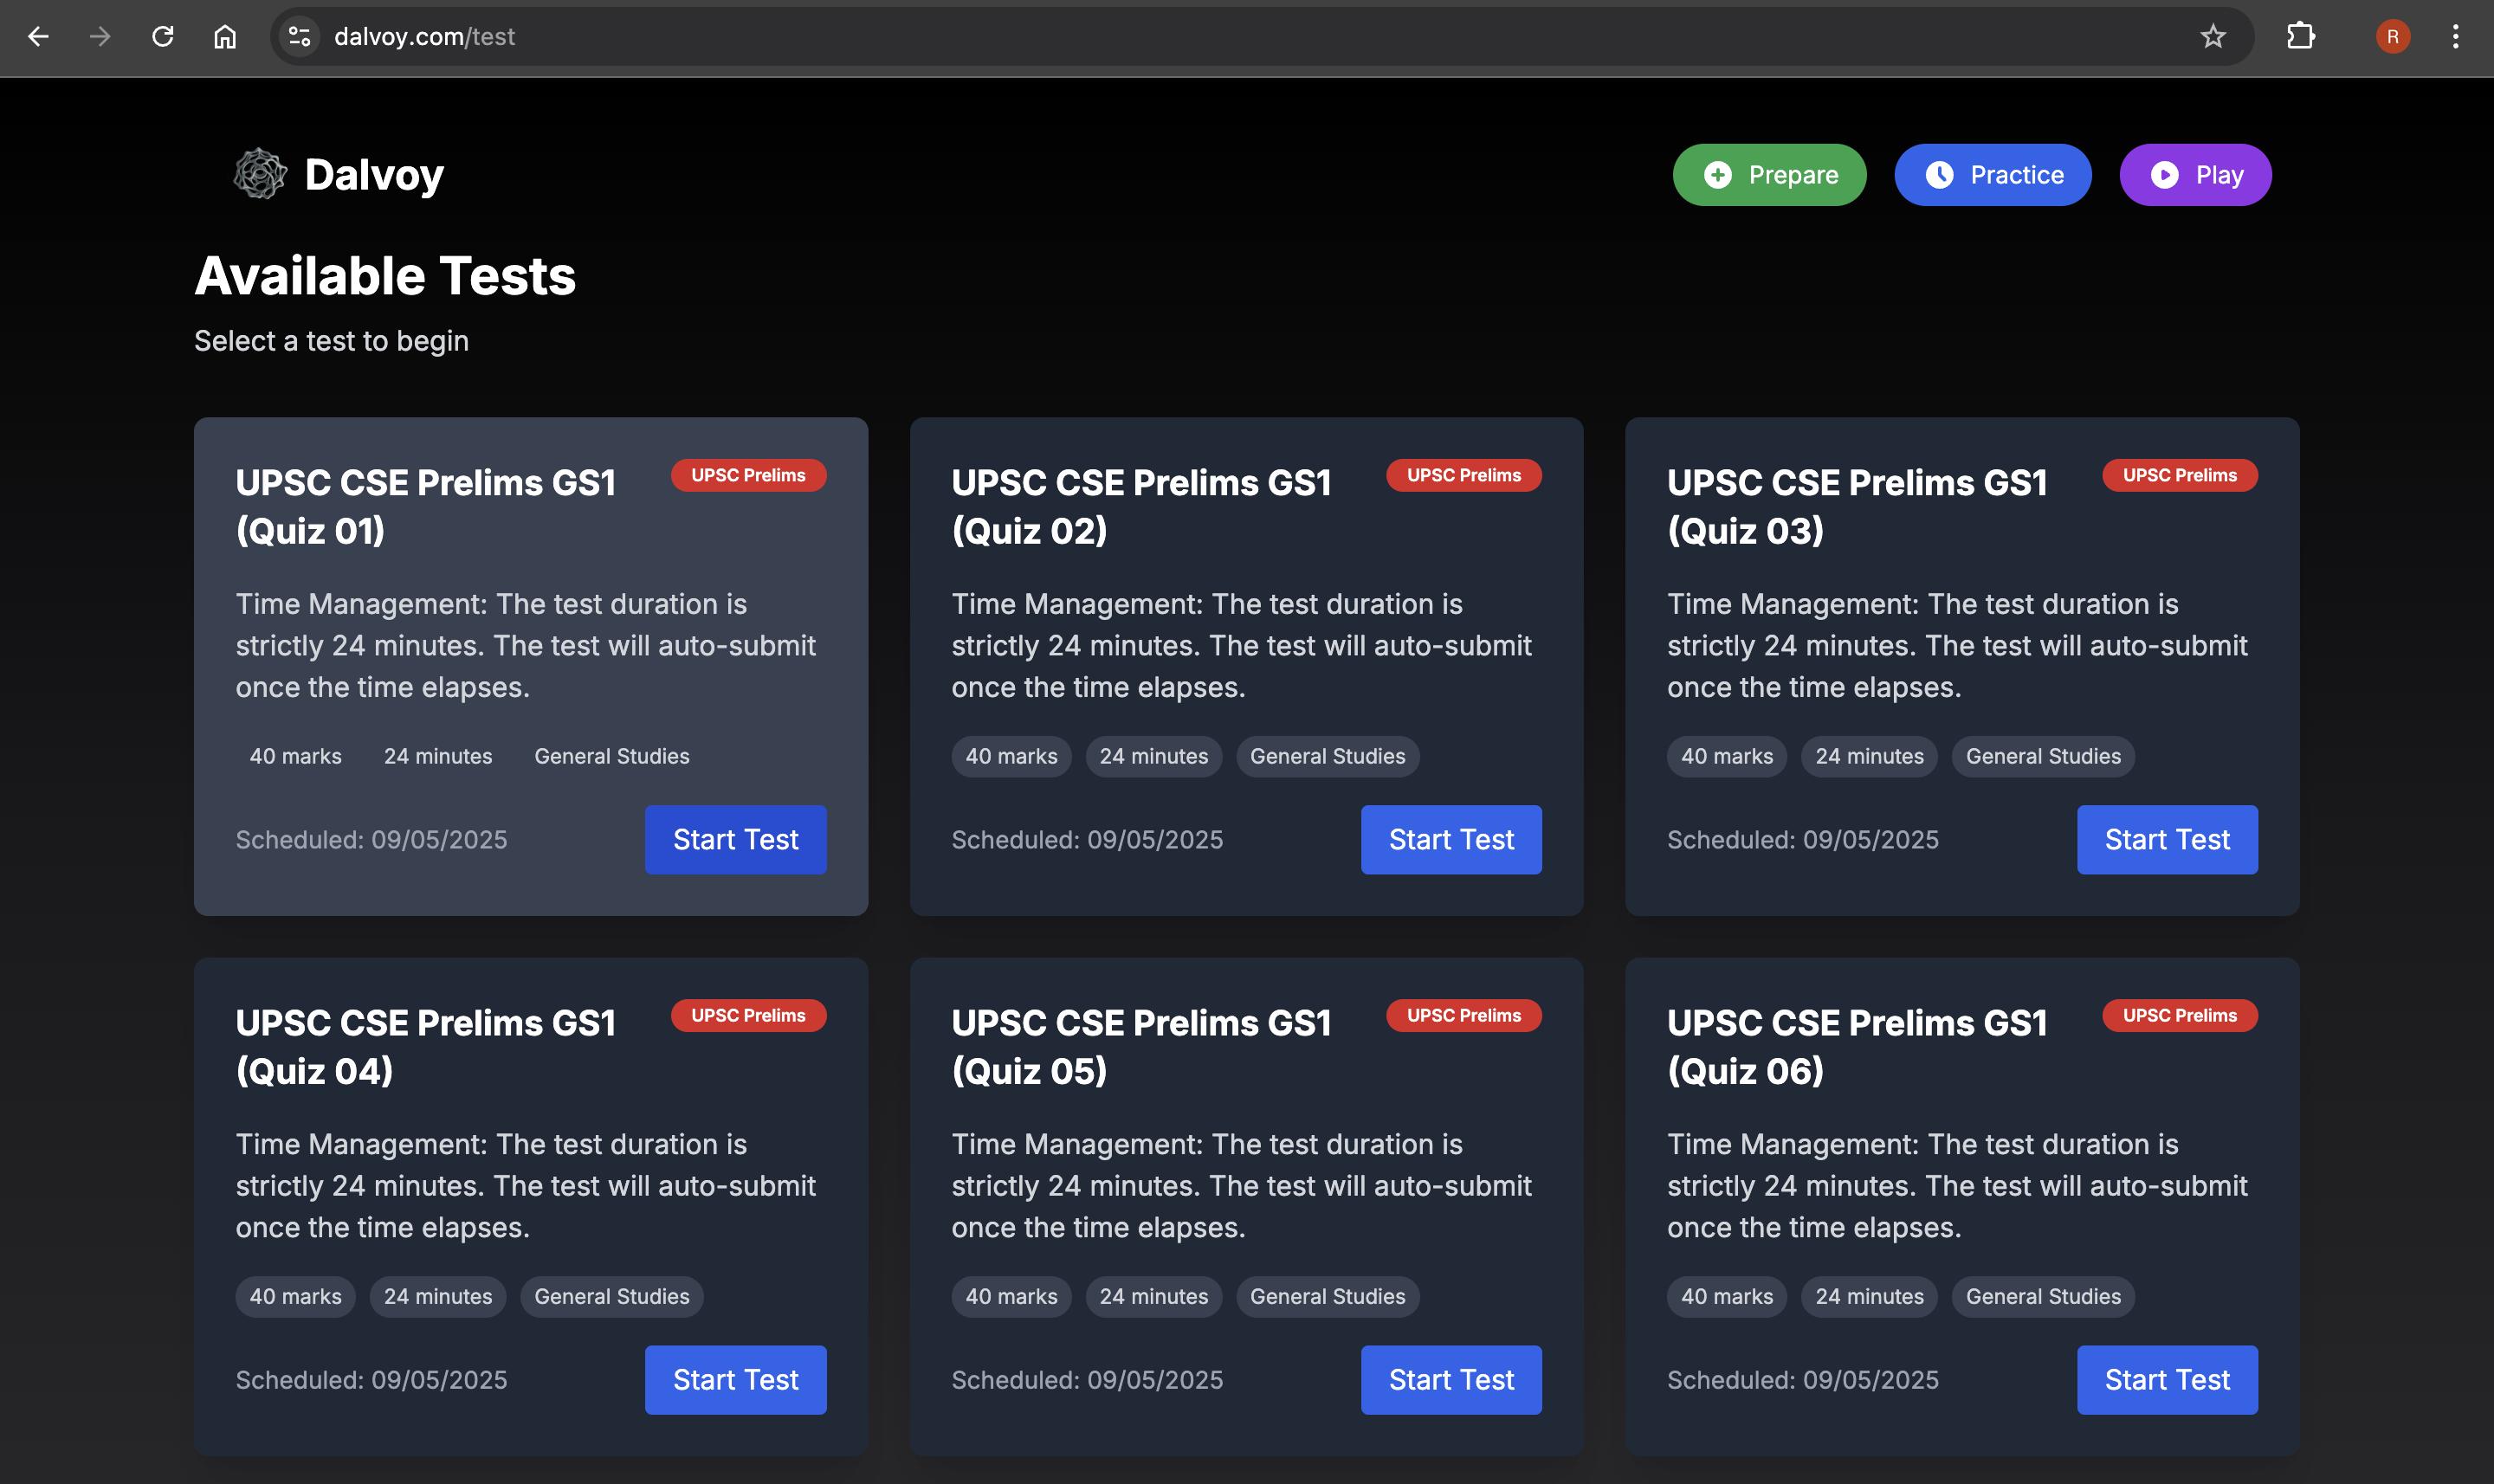 dalvoy.com/test
R
Dalvoy
Prepare
Practice
Play
Available Tests
Select a test to begin
UPSC CSE Prelims GS1
(Quiz 01)
UPSC Prelims
Time Management: The test duration is
strictly 24 minutes. The test will auto-submit
once the time elapses.
40 marks
24 minutes
General Studies
Scheduled: 09/05/2025
Start Test
UPSC CSE Prelims GS1
(Quiz 02)
UPSC Prelims
Time Management: The test duration is
strictly 24 minutes. The test will auto-submit
once the time elapses.
40 marks
24 minutes
General Studies
Scheduled: 09/05/2025
Start Test
UPSC CSE Prelims GS1
(Quiz 03)
UPSC Prelims
Time Management: The test duration is
strictly 24 minutes. The test will auto-submit
once the time elapses.
40 marks
24 minutes
General Studies
Scheduled: 09/05/2025
Start Test
UPSC CSE Prelims GS1
(Quiz 04)
UPSC Prelims
Time Management: The test duration is
strictly 24 minutes. The test will auto-submit
once the time elapses.
40 marks
24 minutes
General Studies
Scheduled: 09/05/2025
Start Test
UPSC CSE Prelims GS1
(Quiz 05)
UPSC Prelims
Time Management: The test duration is
strictly 24 minutes. The test will auto-submit
once the time elapses.
40 marks
24 minutes
General Studies
Scheduled: 09/05/2025
Start Test
UPSC CSE Prelims GS1
(Quiz 06)
UPSC Prelims
Time Management: The test duration is
strictly 24 minutes. The test will auto-submit
once the time elapses.
40 marks
24 minutes
General Studies
Scheduled: 09/05/2025
Start Test